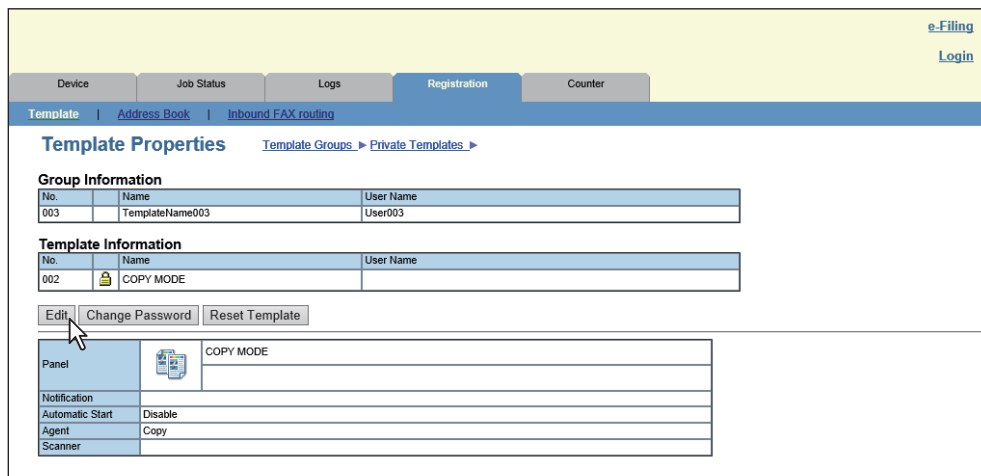 e-Filing
Login
Device Job Status Logs Registration Counter
Template | Address Book | Inbound FAX routing
Template Properties Template Groups ▶ Private Templates ▶
Group Information
No. Name User Name
003 TemplateName003 User003
Template Information
No. Name User Name
002 COPY MODE
Edit Change Password Reset Template
Panel COPY MODE
Notification
Automatic Start Disable
Agent Copy
Scanner